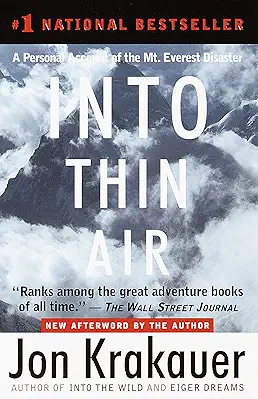 #1 NATIONAL BESTSELLER
A Personal Account of the Mt. Everest Disaster
INTO
THIN
AIR
"Ranks among the great adventure books
of all time." — THE WALL STREET JOURNAL
NEW AFTERWORD BY THE AUTHOR
Jon Krakauer
AUTHOR OF INTO THE WILD AND EIGER DREAMS